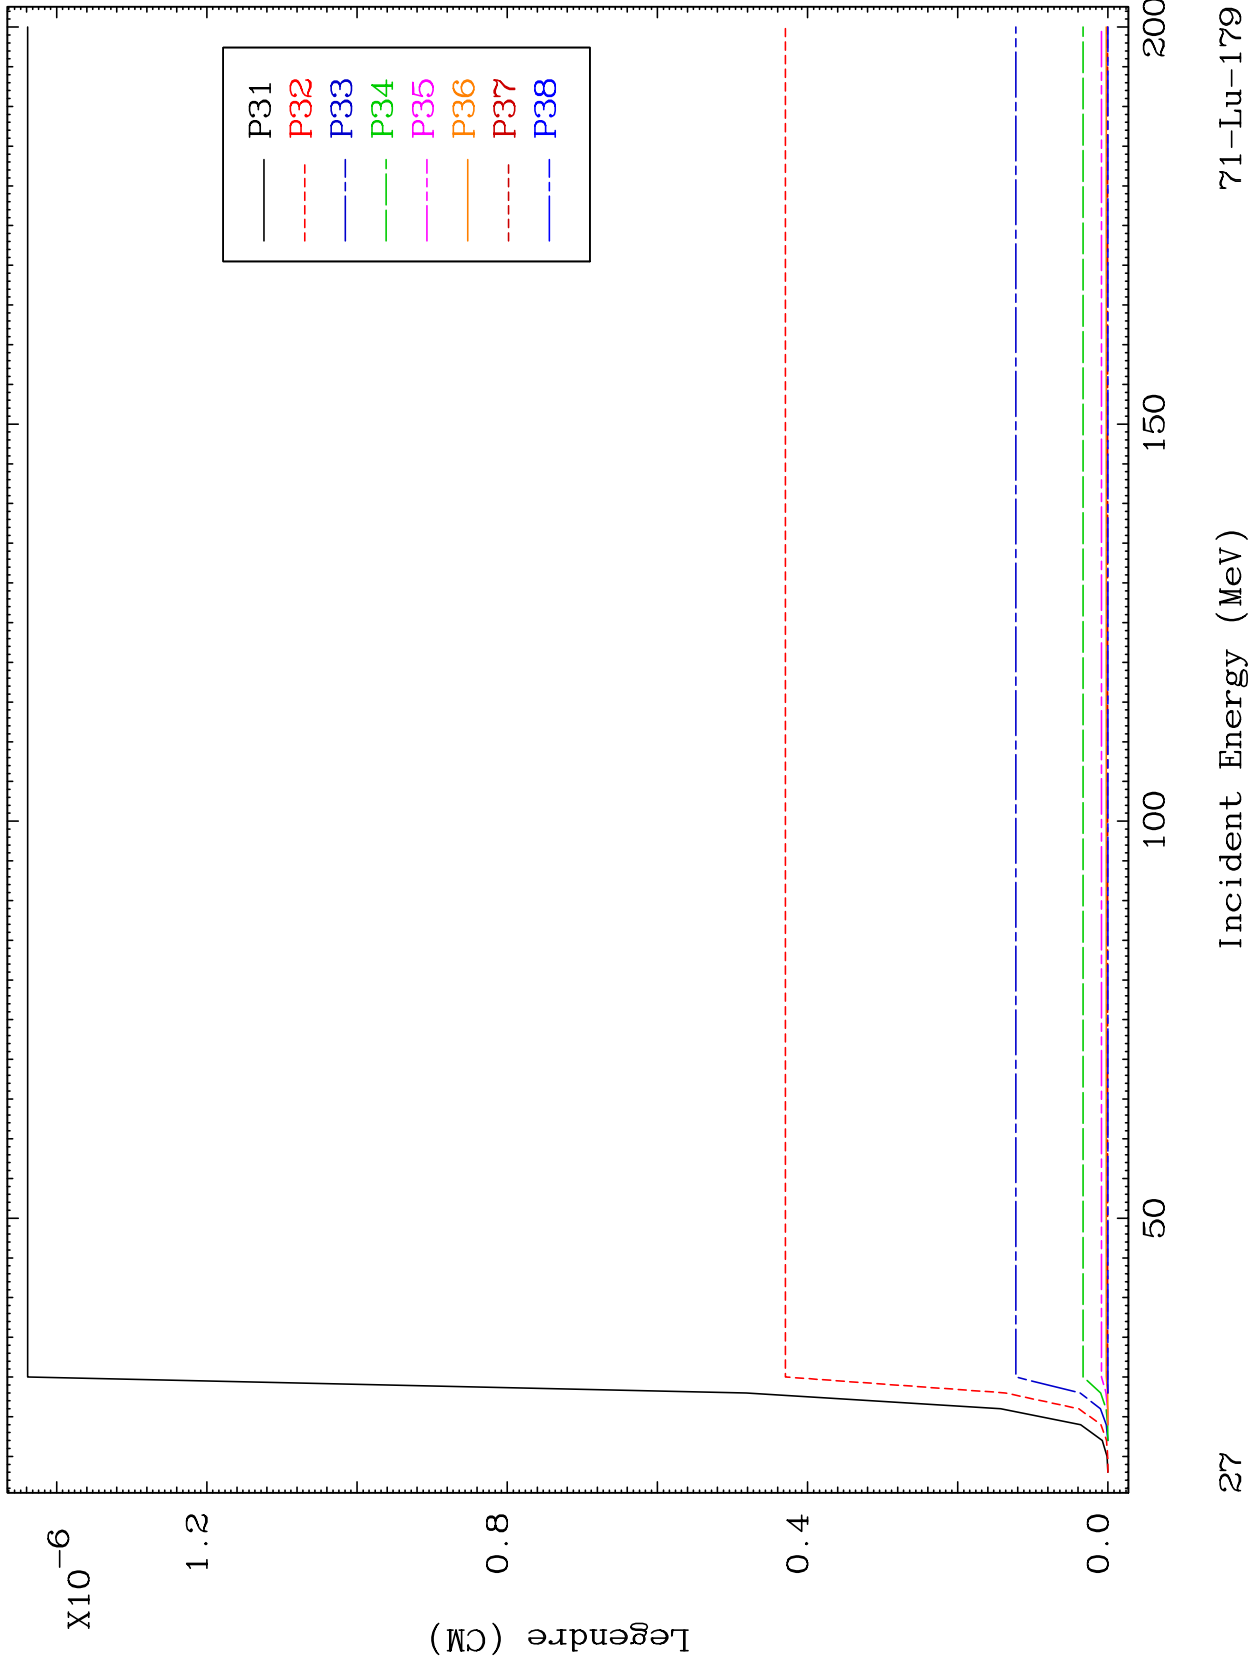 X10⁻⁶
1.2
0.8
0.4
0.0
Legendre (CM)
P31
P32
P33
P34
P35
P36
P37
P38
50
100
150
200
Incident Energy (MeV)
27
71-Lu-179